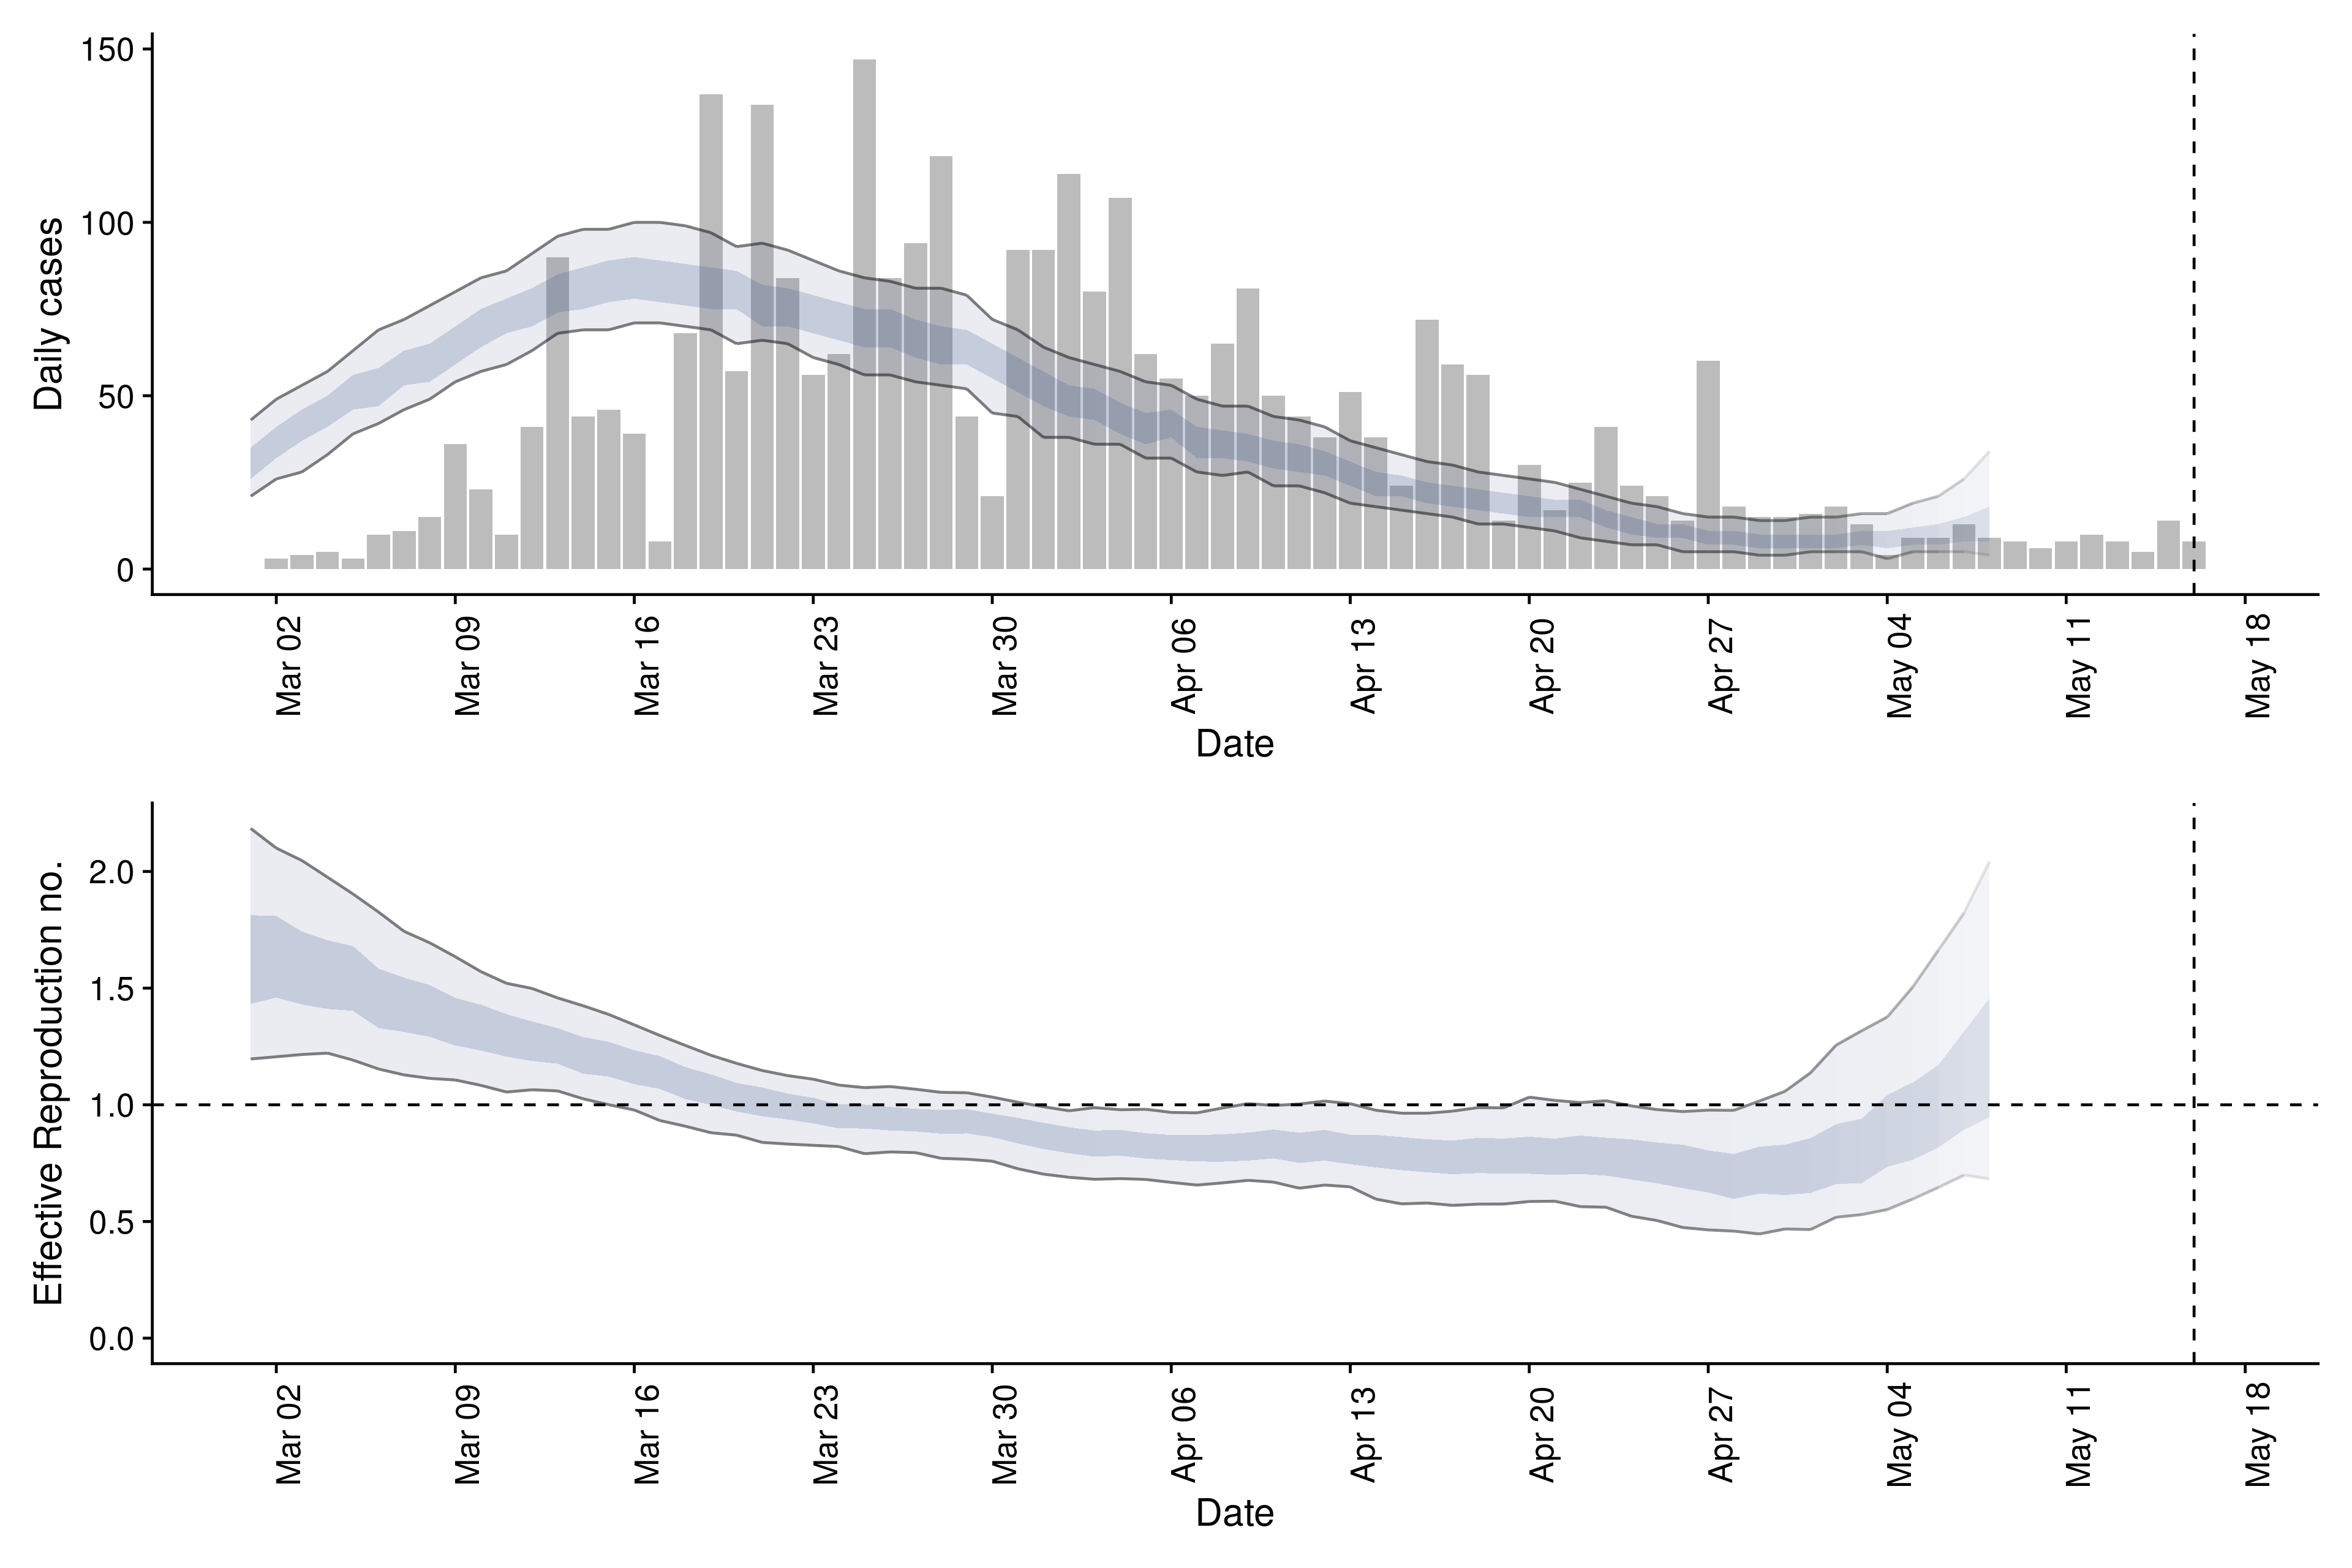 Daily cases
150
100
50
0
Mar 02
Mar 09
Mar 16
Mar 23
Mar 30
Apr 06
Apr 13
Apr 20
Apr 27
May 04
May 11
May 18
Date
Effective Reproduction no.
2.0
1.5
1.0
0.5
0.0
Mar 02
Mar 09
Mar 16
Mar 23
Mar 30
Apr 06
Apr 13
Apr 20
Apr 27
May 04
May 11
May 18
Date